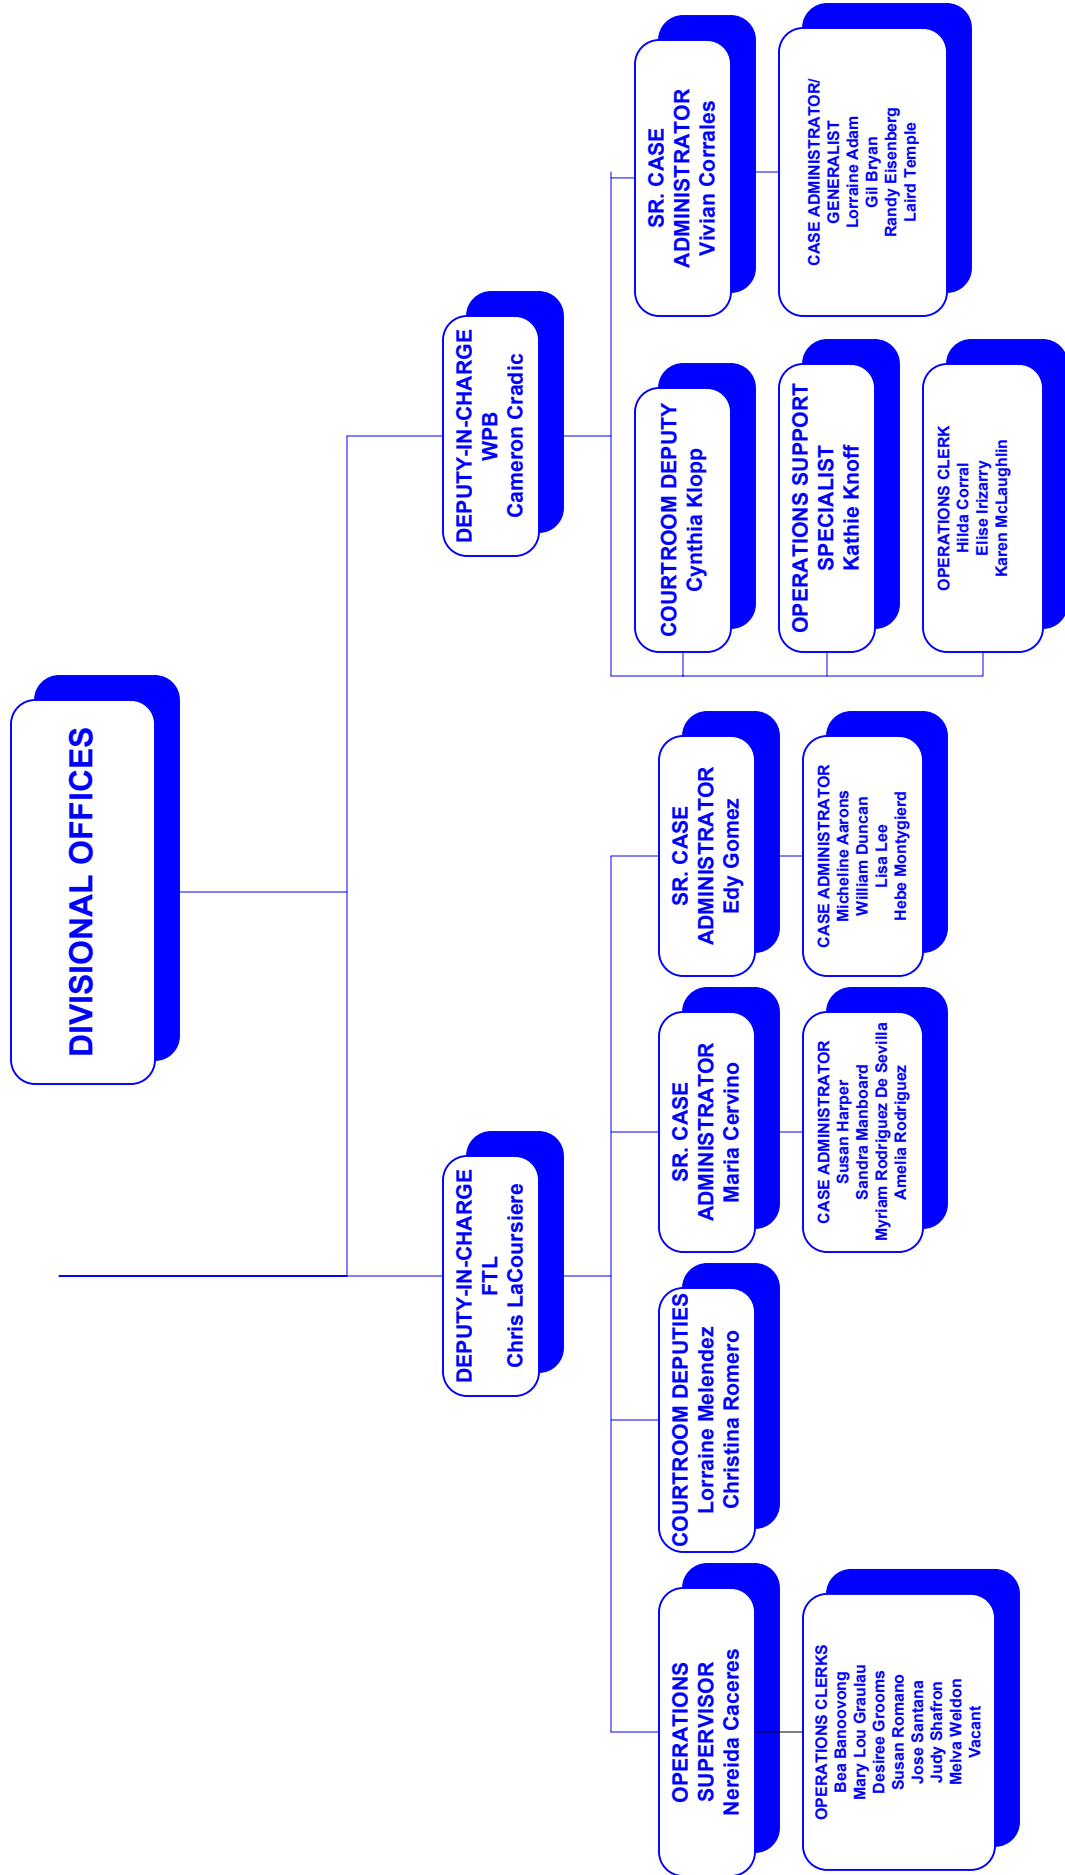 DIVISIONAL OFFICES
DEPUTY-IN-CHARGE
FTL
Chris LaCoursiere
DEPUTY-IN-CHARGE
WPB
Cameron Cradic
OPERATIONS
SUPERVISOR
Nereida Caceres
COURTROOM DEPUTIES
Lorraine Melendez
Christina Romero
SR. CASE
ADMINISTRATOR
Maria Cervino
SR. CASE
ADMINISTRATOR
Edy Gomez
COURTROOM DEPUTY
Cynthia Klopp
SR. CASE
ADMINISTRATOR
Vivian Corrales
OPERATIONS CLERKS
Bea Banoovong
Mary Lou Graulau
Desiree Grooms
Susan Romano
Jose Santana
Judy Shafron
Melva Weldon
Vacant
CASE ADMINISTRATOR
Susan Harper
Sandra Manboard
Myriam Rodriguez De Sevilla
Amelia Rodriguez
CASE ADMINISTRATOR
Micheline Aarons
William Duncan
Lisa Lee
Hebe Montygierd
OPERATIONS SUPPORT
SPECIALIST
Kathie Knoff
CASE ADMINISTRATOR/
GENERALIST
Lorraine Adam
Gil Bryan
Randy Eisenberg
Laird Temple
OPERATIONS CLERK
Hilda Corral
Elise Irizarry
Karen McLaughlin